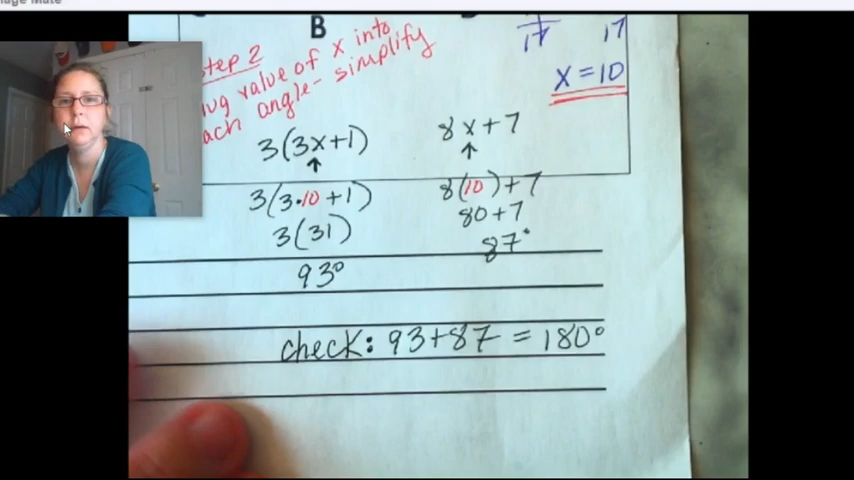 B
17
17
x = 10
step 2
plug value of x into
each angle - simplify
3(3x+1)
8x+7
3(3•10+1)
8(10)+7
3(31)
80+7
93°
87°
check: 93+87 = 180°